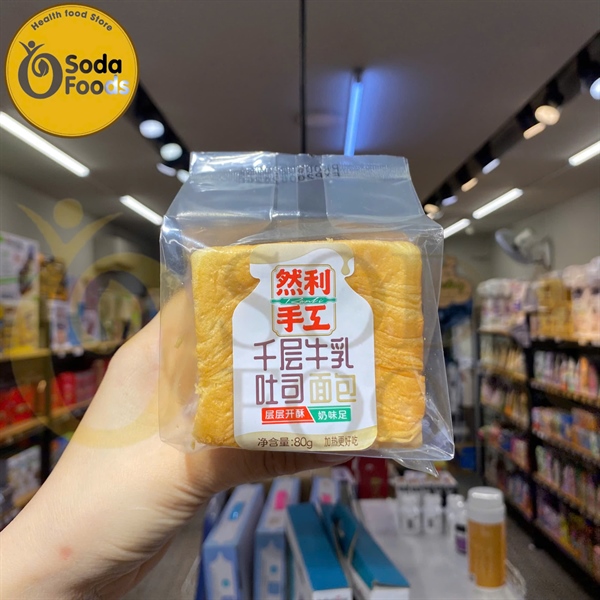 Health food Store
Soda
Foods
然利
手工
千层牛乳
吐司面包
层层开酥 奶味足
净含量:80g 加热更好吃